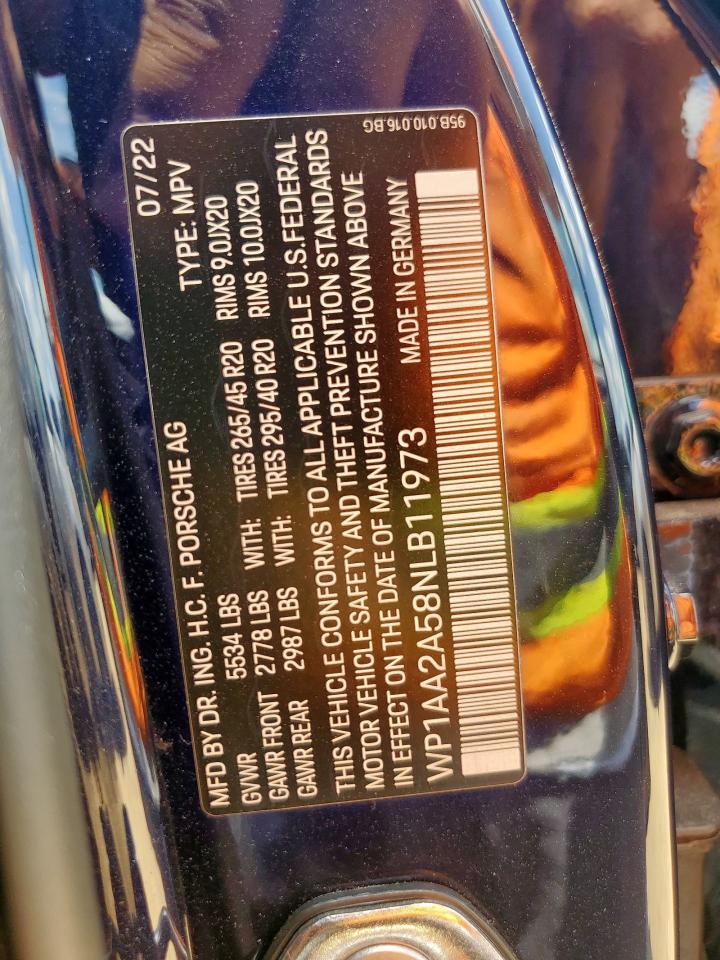 07/22
MFD BY DR. ING. H.C. F. PORSCHE AG TYPE: MPV
GVWR 5534 LBS
GAWR FRONT 2778 LBS WITH: TIRES 265/45 R20 RIMS 9.0JX20
GAWR REAR 2987 LBS WITH: TIRES 295/40 R20 RIMS 10.0JX20
THIS VEHICLE CONFORMS TO ALL APPLICABLE U.S.FEDERAL
MOTOR VEHICLE SAFETY AND THEFT PREVENTION STANDARDS
IN EFFECT ON THE DATE OF MANUFACTURE SHOWN ABOVE
WP1AA2A58NLB11973 MADE IN GERMANY
95B.010.016.BG